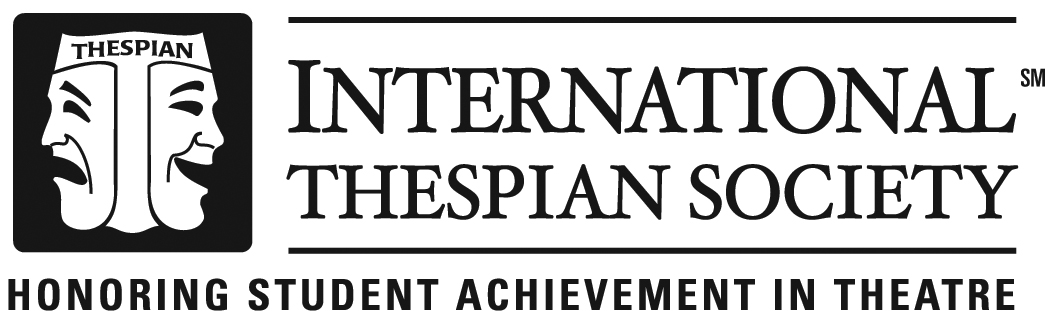 THESPIAN
INTERNATIONAL℠
THESPIAN SOCIETY
HONORING STUDENT ACHIEVEMENT IN THEATRE